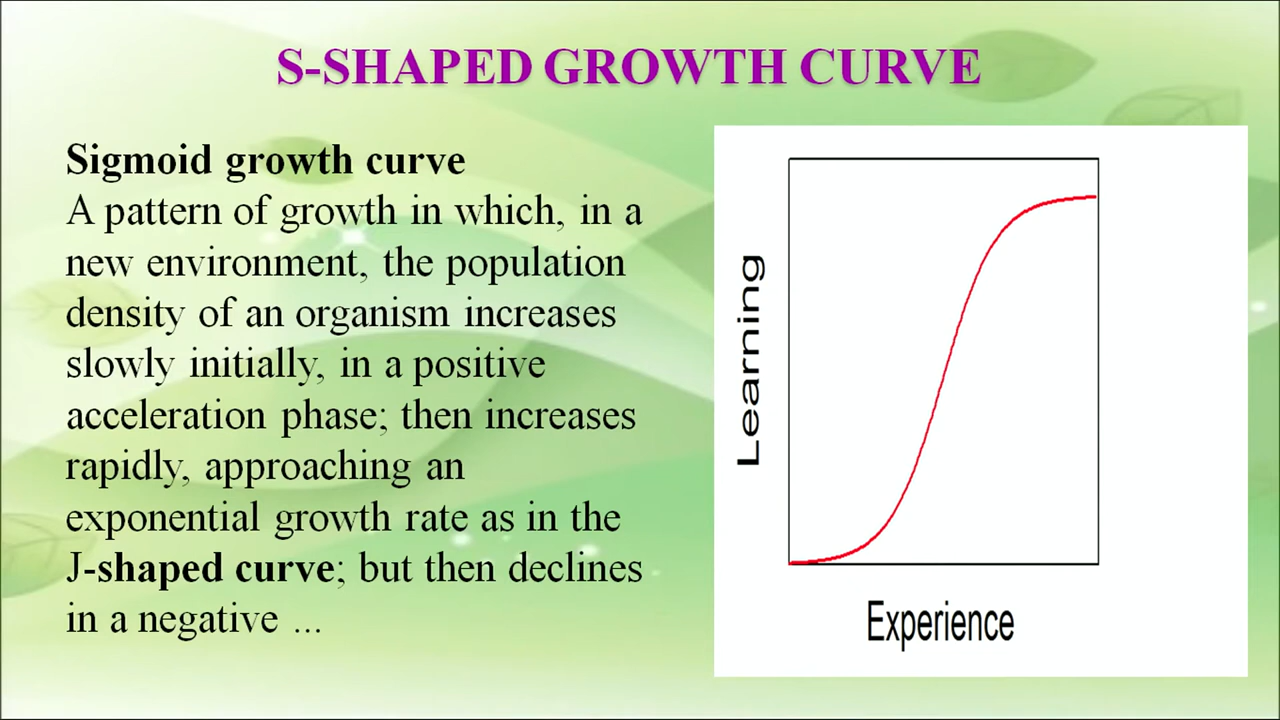 S-SHAPED GROWTH CURVE
Sigmoid growth curve
A pattern of growth in which, in a
new environment, the population
density of an organism increases
slowly initially, in a positive
acceleration phase; then increases
rapidly, approaching an
exponential growth rate as in the
J-shaped curve; but then declines
in a negative ...
Learning
Experience